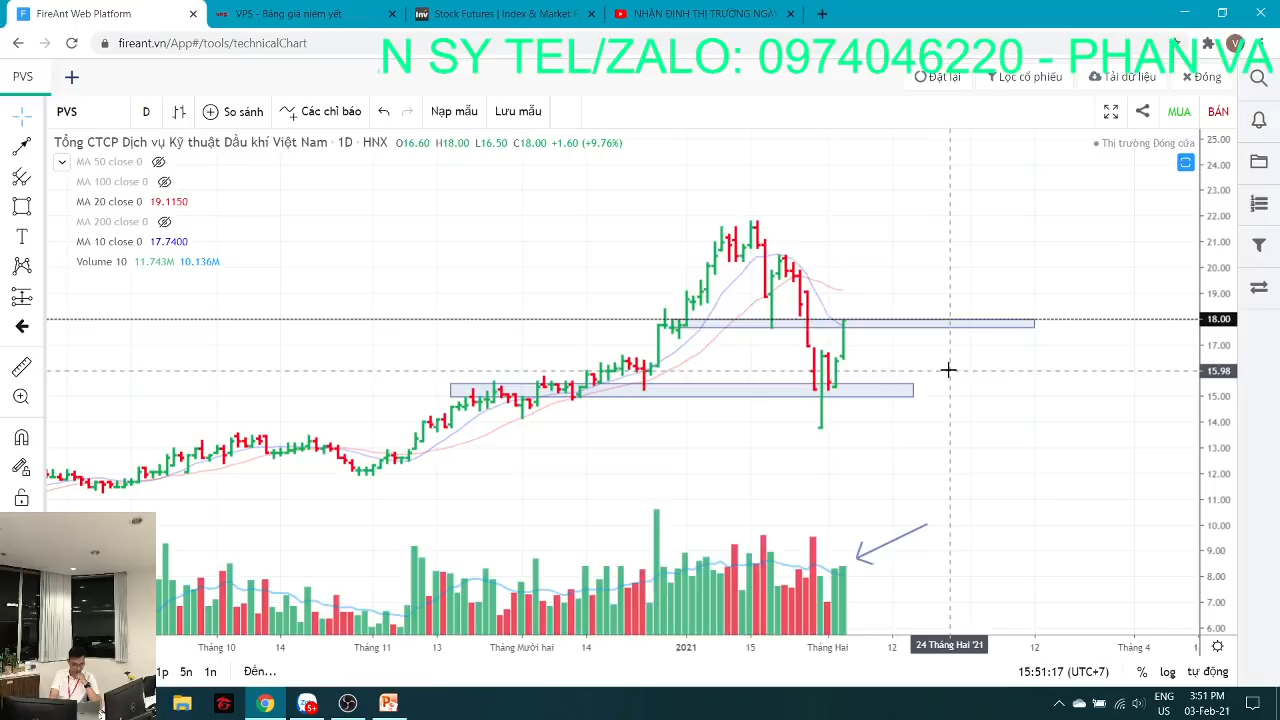 FireAnt Web Platform
VPS - Bảng giá niêm yết
Stock Futures | Index & Market F
NHẬN ĐỊNH THỊ TRƯỜNG NGÀY
fireant.vn/App#/tools/technicalChart
N SY TEL/ZALO: 0974046220 - PHAN VA
PVS
Đặt lại
Lọc cổ phiếu
Tải dữ liệu
Đóng
PVS
D
So sánh
Các chỉ báo
Nạp mẫu
Lưu mẫu
MUA
BÁN
Tổng CTCP Dịch vụ Kỹ thuật Dầu khí Việt Nam · 1D · HNX O16.60 H18.00 L16.50 C18.00 +1.60 (+9.76%)
Thị trường Đóng cửa
MA 50 close 0
MA 100 close 0
MA 20 close 0 19.1150
MA 200 close 0
MA 10 close 0 17.7400
Volume 10 11.743M 10.136M
25.00
24.00
23.00
22.00
21.00
20.00
19.00
18.00
17.00
15.98
15.00
14.00
13.00
12.00
11.00
10.00
9.00
8.00
7.00
6.00
Tháng 10
14
Tháng 11
13
Tháng Mười hai
14
2021
15
Tháng Hai
12
24 Tháng Hai '21
12
Tháng 4
5n
1n
Đến...
15:51:17 (UTC+7)
%
log
tự động
ENG
US
3:51 PM
03-Feb-21